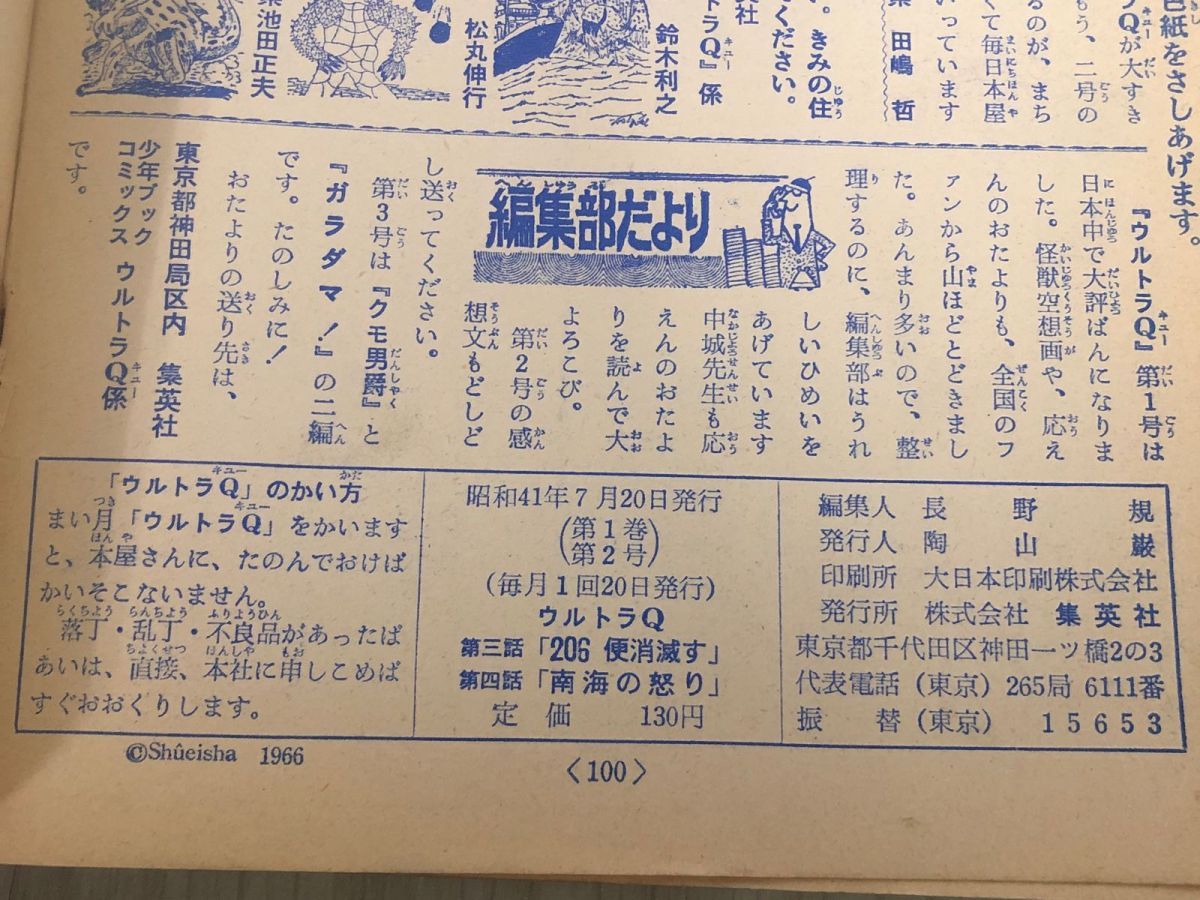 色紙をさしあげます。
Qが大すき
もう、二号の
るのが、まち
くて毎日本屋
いっています
田嶋 哲
。きみの住
ください。
ルトラQ』係
社
鈴木利之
松丸伸行
池田正夫
編集部だより
『ウルトラQ』第1号は
日本中で大評ばんになりま
した。怪獣空想画や、応え
んのおたよりも、全国のフ
ァンから山ほどとどきまし
た。あんまり多いので、整
理するのに、編集部はうれ
しいひめいを
あげています
中城先生も応
えんのおたよ
りを読んで大
よろこび。
第2号の感
想文もどしど
し送ってください。
第3号は『クモ男爵』と
『ガラダマ!』の二編
です。たのしみに!
おたよりの送り先は、
東京都神田局区内 集英社
少年ブック
コミックス ウルトラQ係
です。
「ウルトラQ」のかい方
まい月「ウルトラQ」をかいます
と、本屋さんに、たのんでおけば
かいそこないません。
落丁・乱丁・不良品があったば
あいは、直接、本社に申しこめば
すぐおおくりします。
昭和41年7月20日発行
(第1巻
第2号)
(毎月1回20日発行)
ウルトラQ
第三話「206便消滅す」
第四話「南海の怒り」
定価 130円
編集人 長野規
発行人 陶山巌
印刷所 大日本印刷株式会社
発行所 株式会社 集英社
東京都千代田区神田一ッ橋2の3
代表電話(東京)265局6111番
振替(東京)15653
©Shûeisha 1966
〈100〉